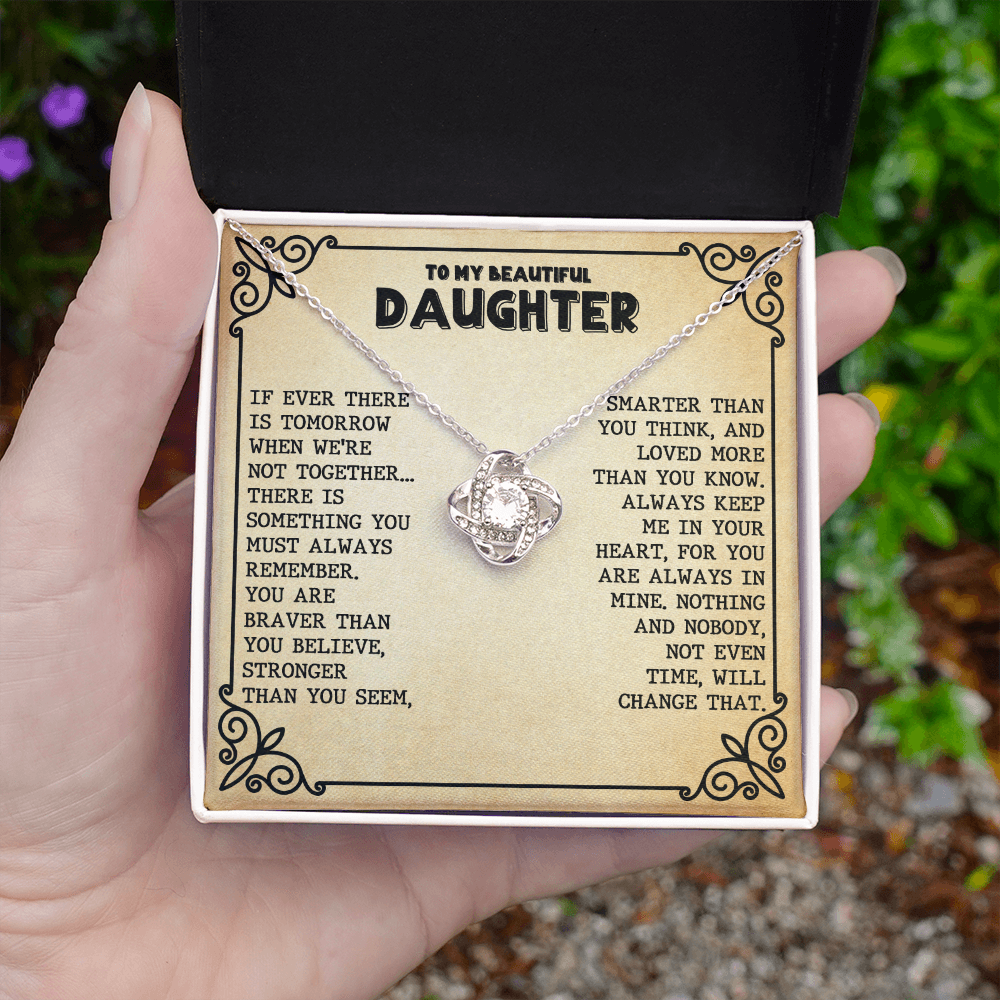 TO MY BEAUTIFUL
DAUGHTER
IF EVER THERE
IS TOMORROW
WHEN WE'RE
NOT TOGETHER...
THERE IS
SOMETHING YOU
MUST ALWAYS
REMEMBER.
YOU ARE
BRAVER THAN
YOU BELIEVE,
STRONGER
THAN YOU SEEM,
SMARTER THAN
YOU THINK, AND
LOVED MORE
THAN YOU KNOW.
ALWAYS KEEP
ME IN YOUR
HEART, FOR YOU
ARE ALWAYS IN
MINE. NOTHING
AND NOBODY,
NOT EVEN
TIME, WILL
CHANGE THAT.